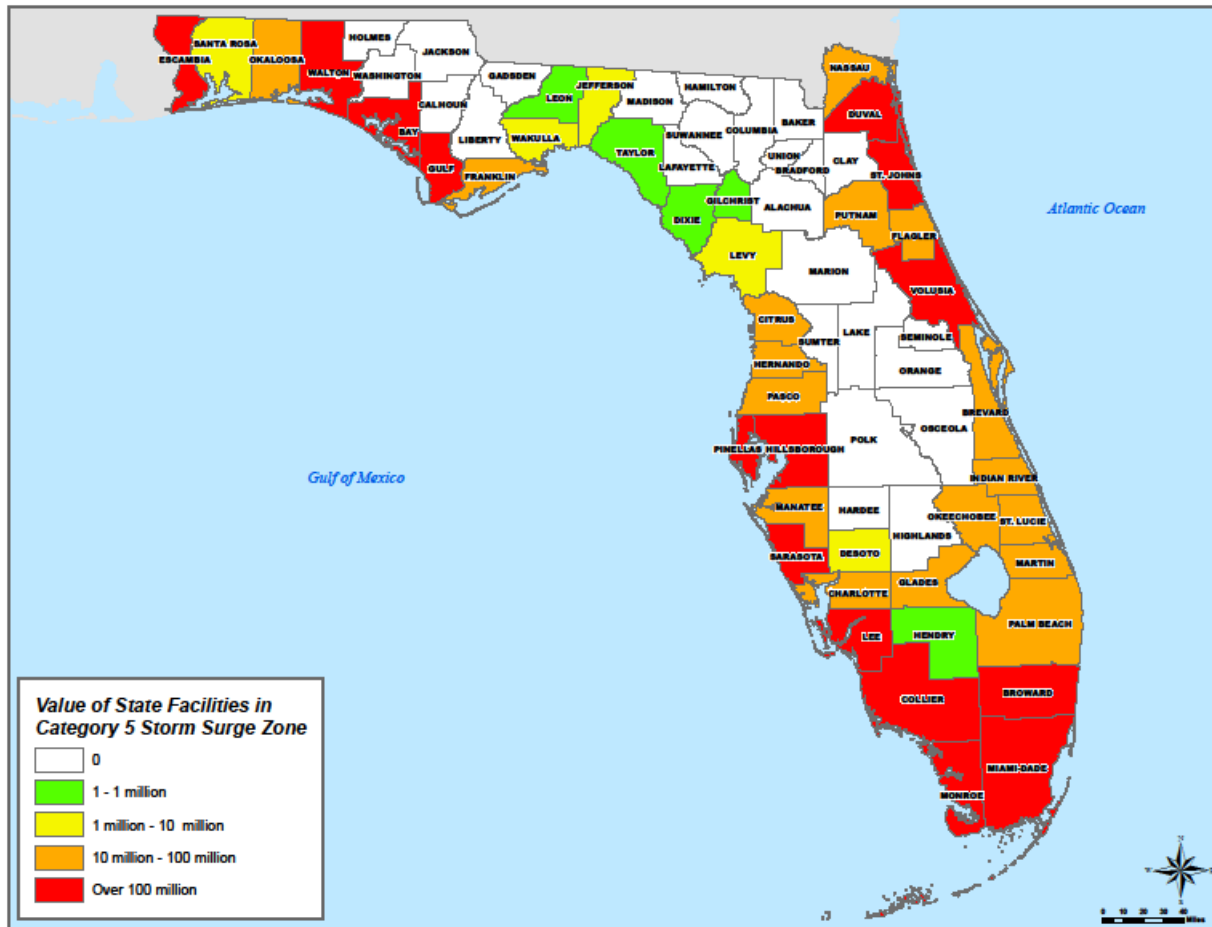 HOLMES
SANTA ROSA
JACKSON
ESCAMBIA
OKALOOSA
WALTON
WASHINGTON
GADSDEN
LEON
JEFFERSON
MADISON
HAMILTON
NASSAU
CALHOUN
BAY
LIBERTY
WAKULLA
GULF
FRANKLIN
TAYLOR
SUWANNEE
COLUMBIA
BAKER
DUVAL
LAFAYETTE
UNION
BRADFORD
CLAY
ST. JOHNS
DIXIE
GILCHRIST
ALACHUA
PUTNAM
FLAGLER
Atlantic Ocean
LEVY
MARION
VOLUSIA
CITRUS
SUMTER
LAKE
SEMINOLE
HERNANDO
ORANGE
PASCO
BREVARD
OSCEOLA
PINELLAS
HILLSBOROUGH
POLK
Gulf of Mexico
INDIAN RIVER
MANATEE
HARDEE
OKEECHOBEE
ST. LUCIE
HIGHLANDS
SARASOTA
DESOTO
MARTIN
GLADES
CHARLOTTE
PALM BEACH
LEE
HENDRY
COLLIER
BROWARD
MIAMI-DADE
MONROE
Value of State Facilities in
Category 5 Storm Surge Zone
0
1 - 1 million
1 million - 10 million
10 million - 100 million
Over 100 million
N
0 10 20 30 40
Miles